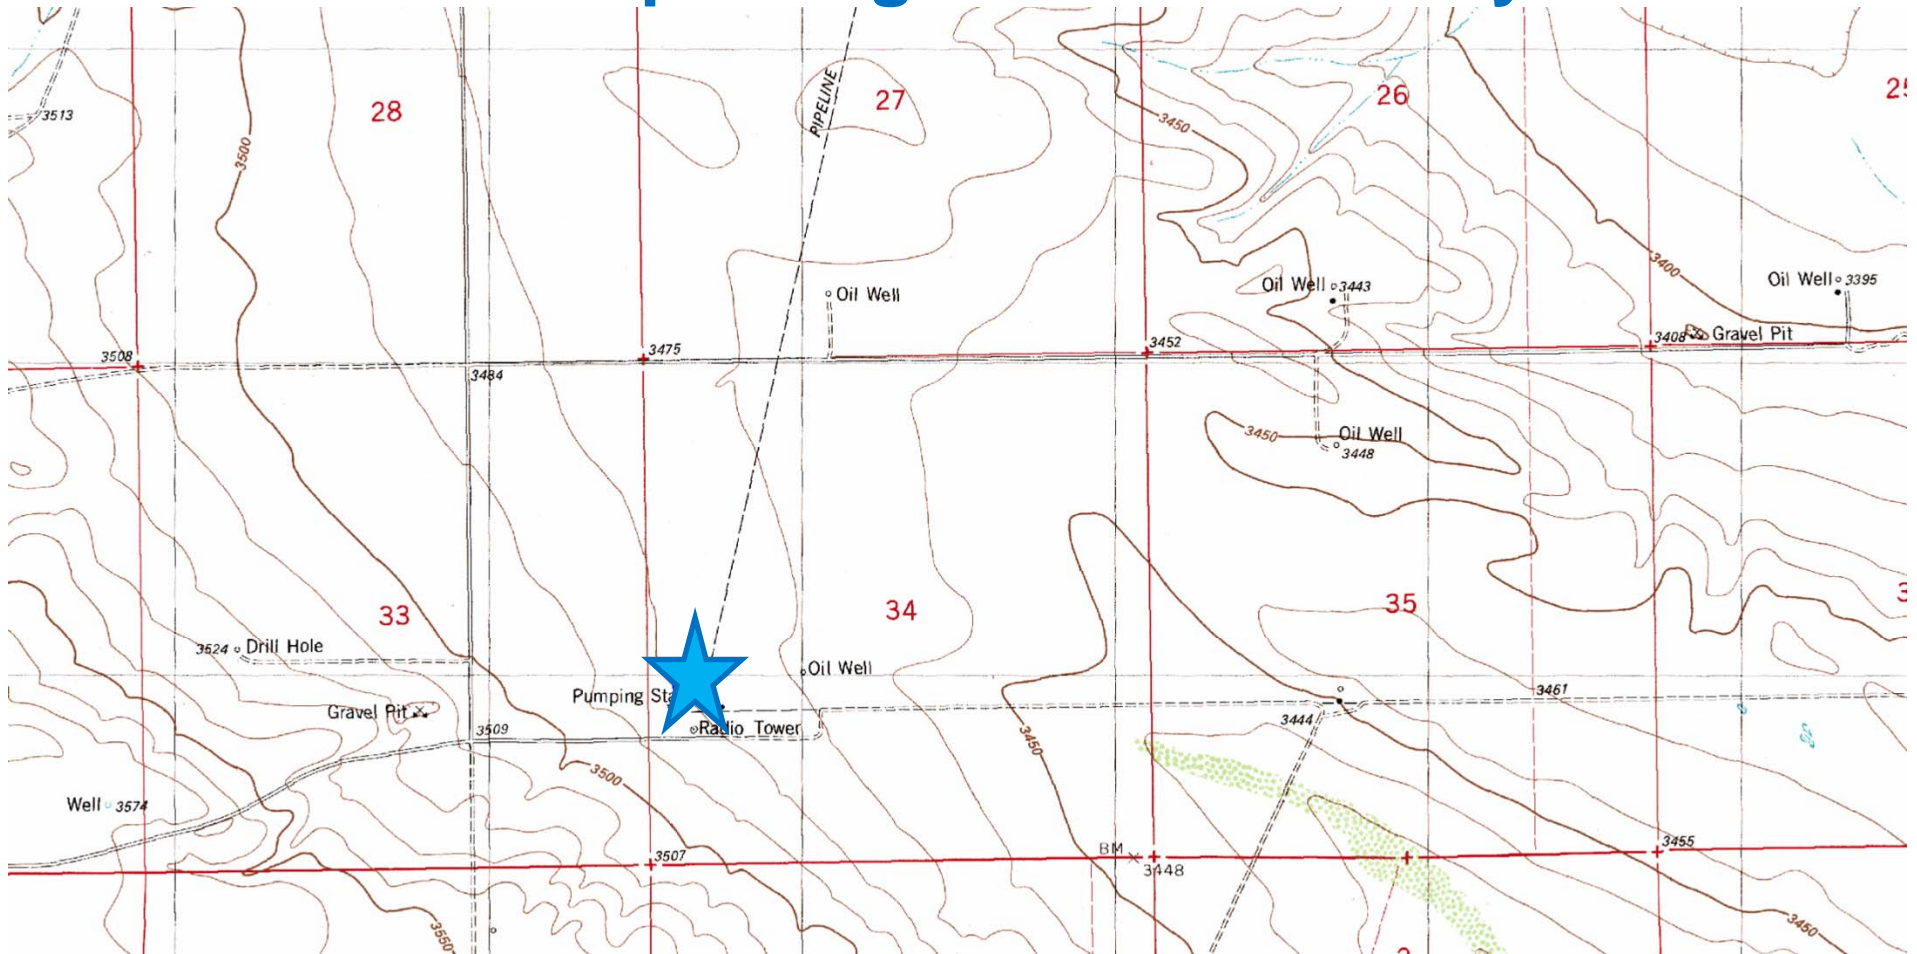 PIPELINE
27
28
26
3513
3450
3500
3400
Oil Well 3443
Oil Well 3395
Oil Well
3408
Gravel Pit
3452
3475
3508
3484
3450
Oil Well
3448
33
34
35
3524 Drill Hole
Oil Well
3461
Pumping Sta
Gravel Pit
3444
Radio Tower
3509
3450
3500
Well 3574
3455
BM
3507
3448
3450
3550